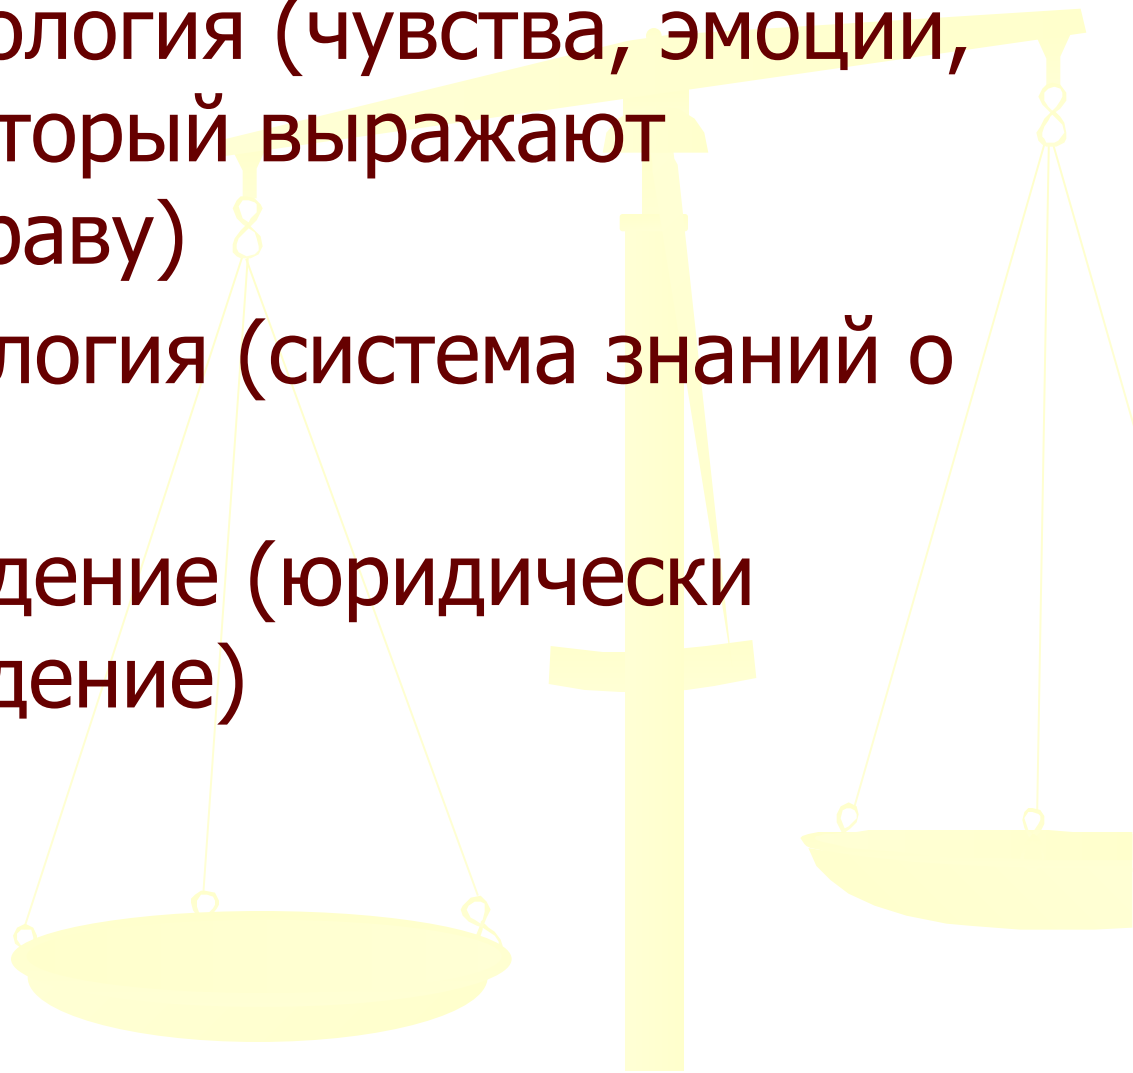 ология (чувства, эмоции,
торый выражают
раву)
логия (система знаний о
дение (юридически
дение)